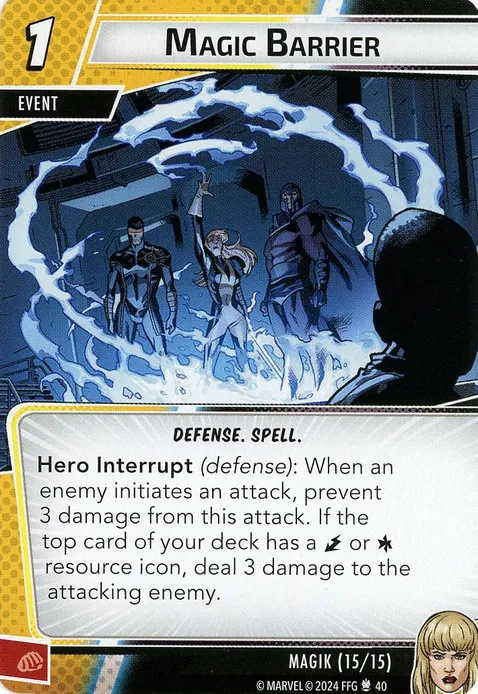 1
MAGIC BARRIER
EVENT
DEFENSE. SPELL.
Hero Interrupt (defense): When an
enemy initiates an attack, prevent
3 damage from this attack. If the
top card of your deck has a or
resource icon, deal 3 damage to the
attacking enemy.
MAGIK (15/15)
© MARVEL © 2024 FFG 40